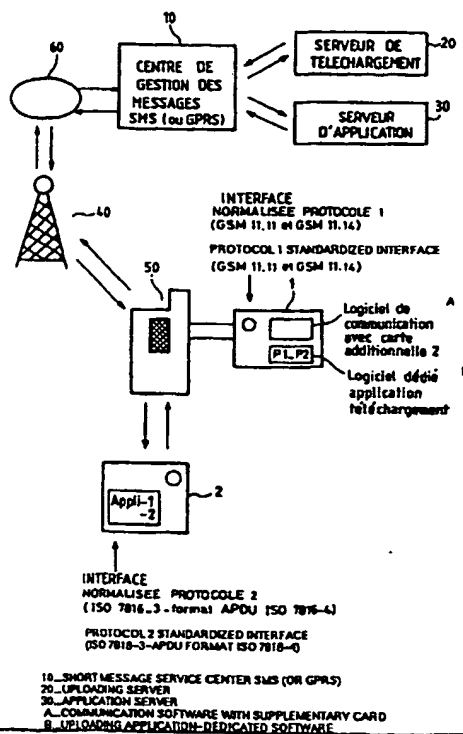 10
60
CENTRE DE
GESTION DES
MESSAGES
SMS (ou GPRS)
SERVEUR DE
TELECHARGEMENT
20
SERVEUR
D'APPLICATION
30
40
INTERFACE
NORMALISEE PROTOCOLE 1
(GSM 11.11 et GSM 11.14)
PROTOCOL 1 STANDARDIZED INTERFACE
(GSM 11.11 et GSM 11.14)
50
1
Logiciel de
communication
avec carte
additionnelle 2
A
P1_P2
Logiciel dédié
application
téléchargement
Appli-1
-2
2
INTERFACE
NORMALISEE PROTOCOLE 2
(ISO 7816_3-format APDU ISO 7816-4)
PROTOCOL 2 STANDARDIZED INTERFACE
(ISO 7816-3-APDU FORMAT ISO 7816-4)
10_SHORT MESSAGE SERVICE CENTER SMS (OR GPRS)
20_UPLOADING SERVER
30_APPLICATION SERVER
A_COMMUNICATION SOFTWARE WITH SUPPLEMENTARY CARD
B_UPLOADING APPLICATION-DEDICATED SOFTWARE